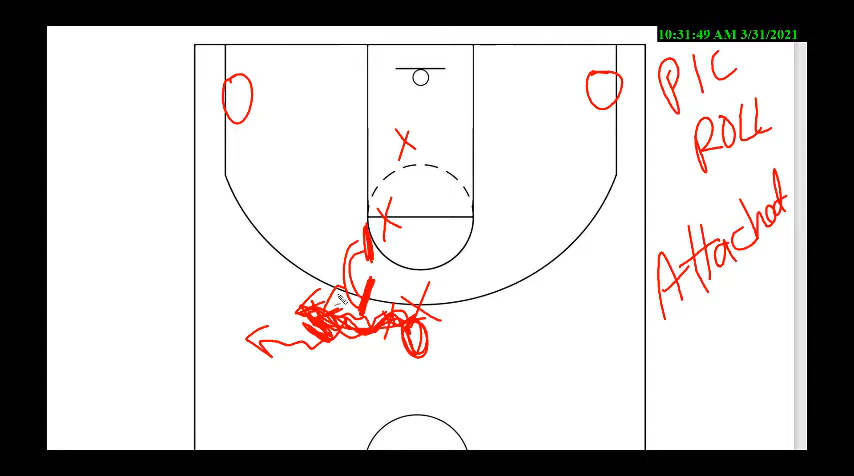 10:31:49 AM 3/31/2021
PIC
ROLL
Attached
X
X
X
X